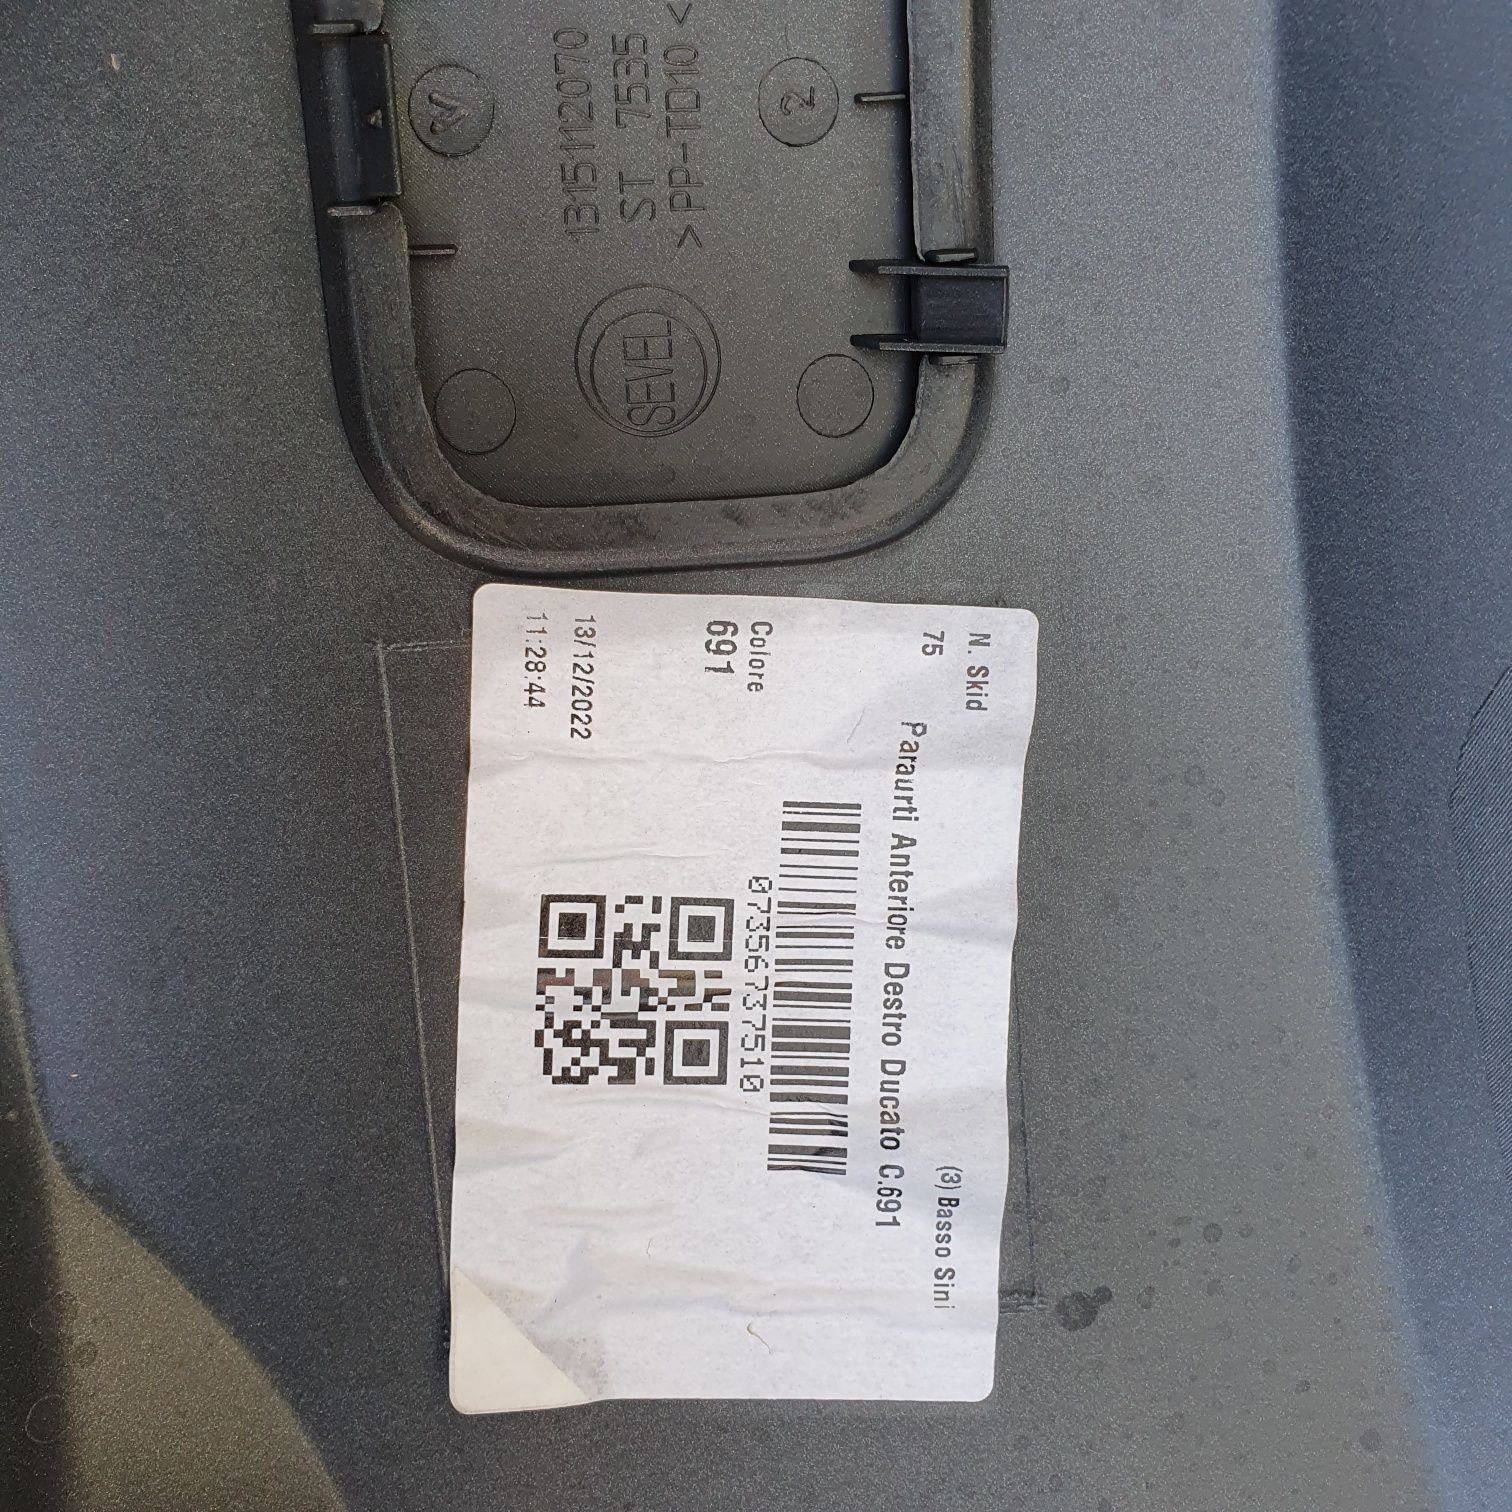 1315112070
ST 7535
>PP-TD10<
2
SEVEL
N. Skid
75
(3) Basso Sini
Paraurti Anteriore Destro Ducato C.691
07356737510
Colore
691
13/12/2022
11:28:44